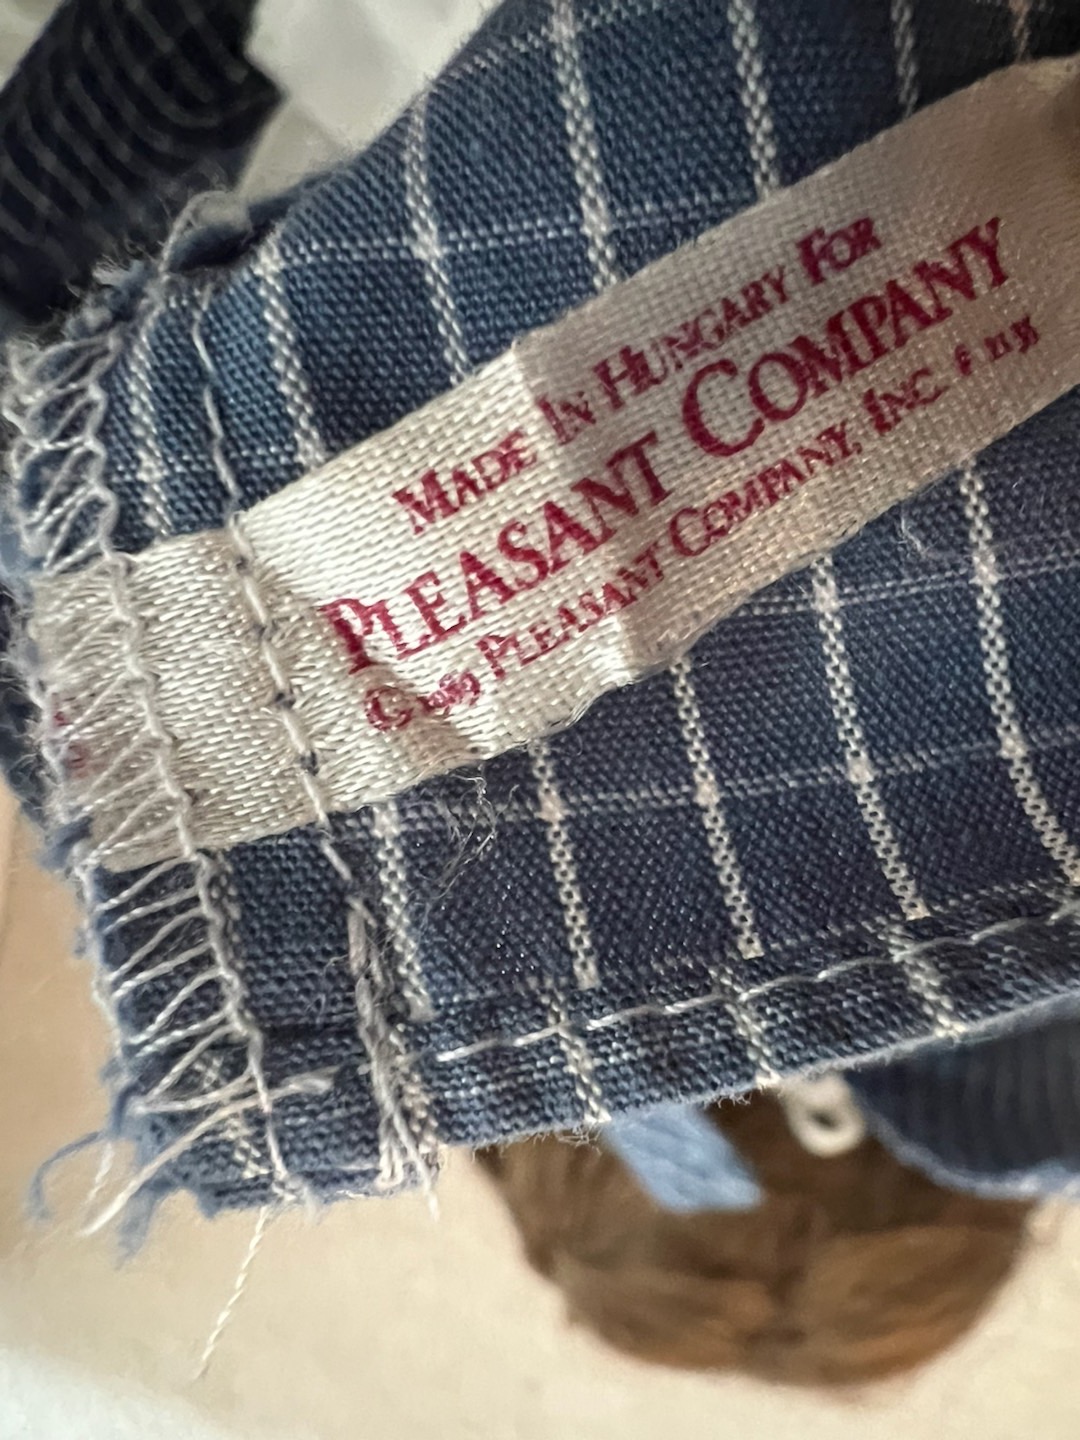 MADE IN HUNGARY FOR
PLEASANT COMPANY
© PLEASANT COMPANY, INC.